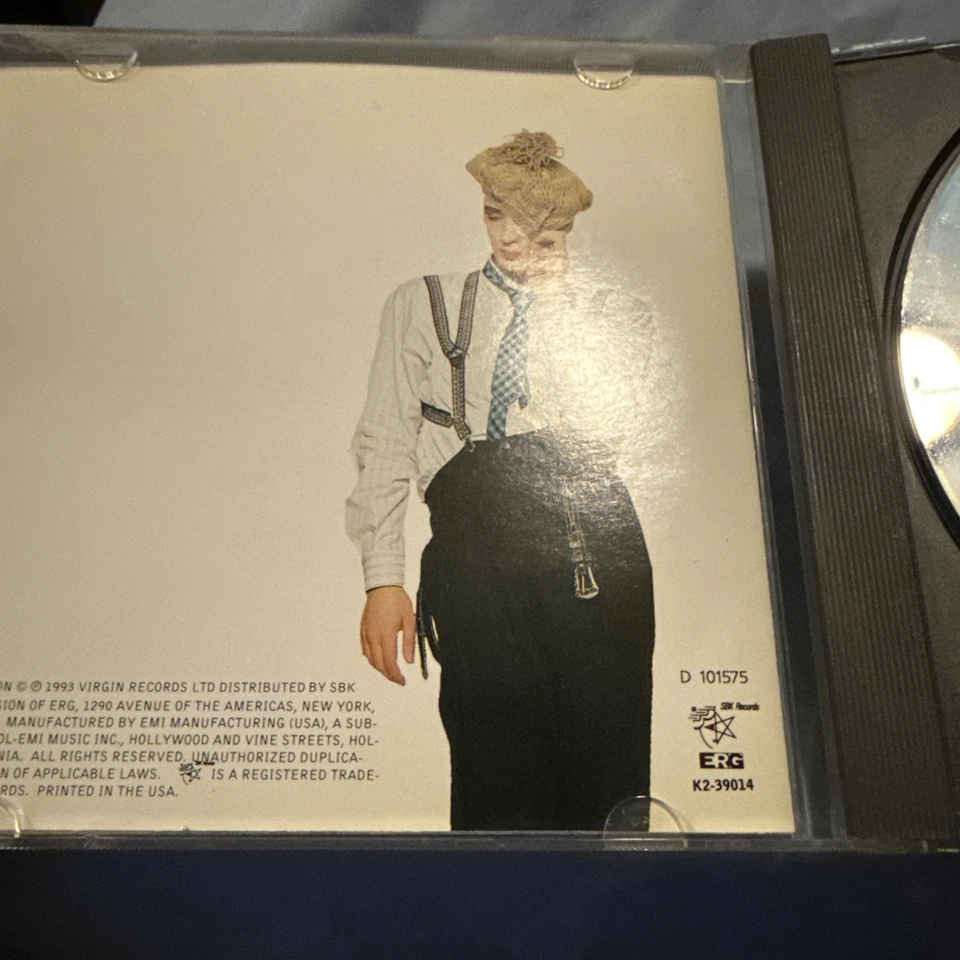 ON © ℗ 1993 VIRGIN RECORDS LTD DISTRIBUTED BY SBK
SION OF ERG, 1290 AVENUE OF THE AMERICAS, NEW YORK,
MANUFACTURED BY EMI MANUFACTURING (USA), A SUB-
OL-EMI MUSIC INC., HOLLYWOOD AND VINE STREETS, HOL-
NIA. ALL RIGHTS RESERVED. UNAUTHORIZED DUPLICA-
N OF APPLICABLE LAWS. IS A REGISTERED TRADE-
RDS. PRINTED IN THE USA.
D 101575
SBK Records
ERG
K2-39014